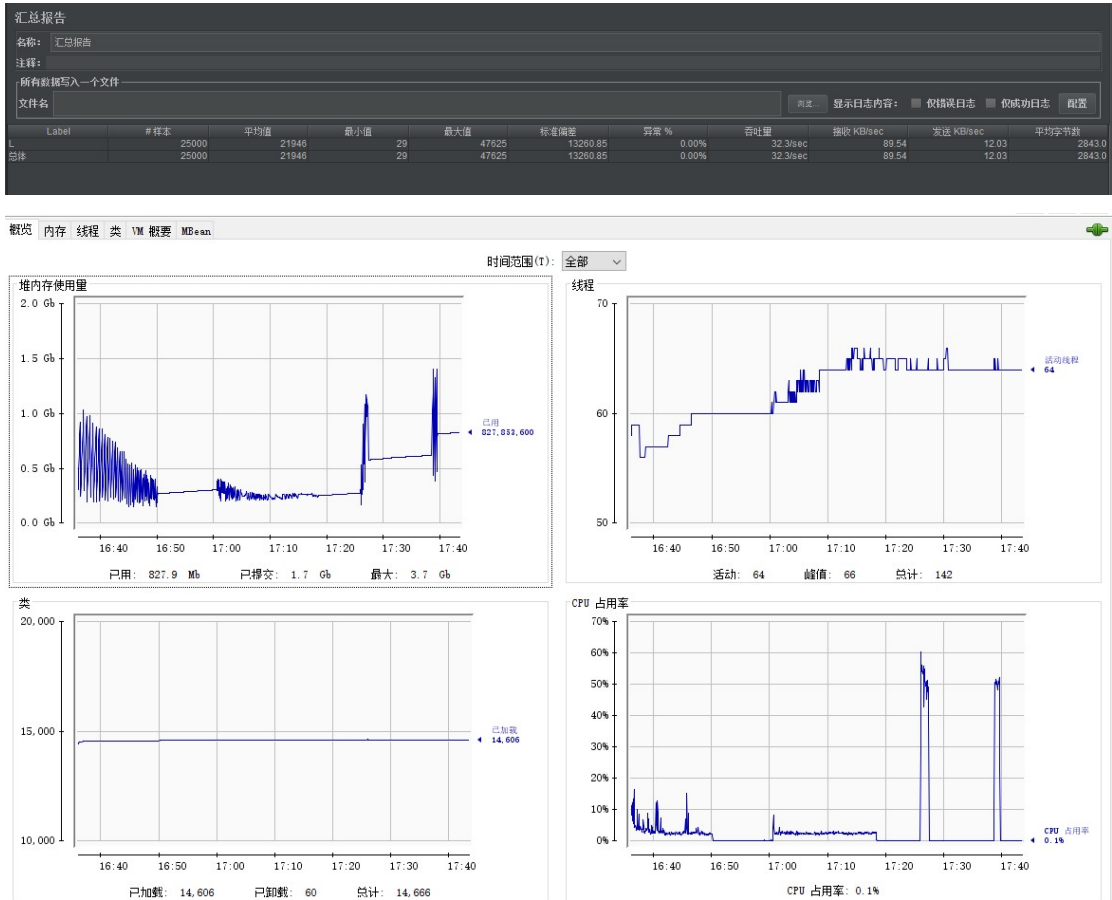 汇总报告
名称： 汇总报告
注释：
所有数据写入一个文件
文件名 浏览... 显示日志内容： 仅错误日志 仅成功日志 配置
Label # 样本 平均值 最小值 最大值 标准偏差 异常 % 吞吐量 接收 KB/sec 发送 KB/sec 平均字节数
L 25000 21946 29 47625 13260.85 0.00% 32.3/sec 89.54 12.03 2843.0
总体 25000 21946 29 47625 13260.85 0.00% 32.3/sec 89.54 12.03 2843.0
概览 内存 线程 类 VM 概要 MBean
时间范围(T): 全部
堆内存使用量
2.0 Gb
1.5 Gb
1.0 Gb
0.5 Gb
0.0 Gb
已用
827,853,600
16:40 16:50 17:00 17:10 17:20 17:30 17:40
已用: 827.9 Mb 已提交: 1.7 Gb 最大: 3.7 Gb
线程
70
60
50
活动线程
64
16:40 16:50 17:00 17:10 17:20 17:30 17:40
活动: 64 峰值: 66 总计: 142
类
20,000
15,000
10,000
已加载
14,606
16:40 16:50 17:00 17:10 17:20 17:30 17:40
已加载: 14,606 已卸载: 60 总计: 14,666
CPU 占用率
70%
60%
50%
40%
30%
20%
10%
0%
CPU 占用率
0.1%
16:40 16:50 17:00 17:10 17:20 17:30 17:40
CPU 占用率: 0.1%